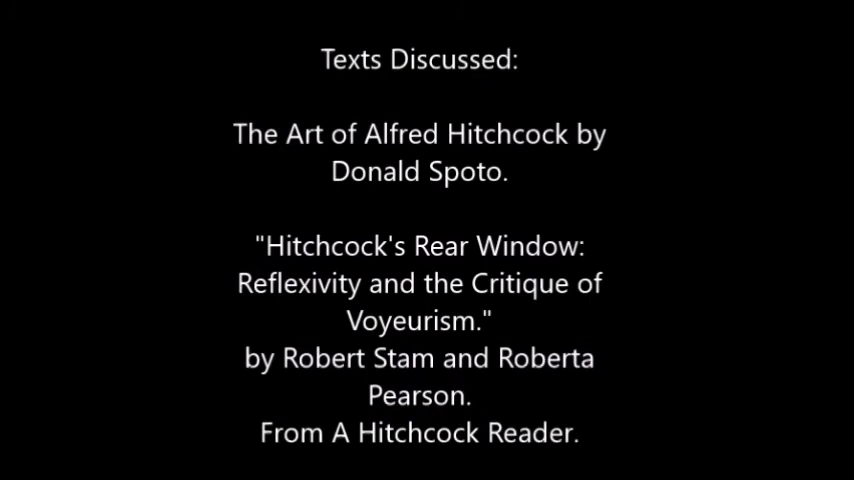 Texts Discussed:
The Art of Alfred Hitchcock by
Donald Spoto.
"Hitchcock's Rear Window:
Reflexivity and the Critique of
Voyeurism."
by Robert Stam and Roberta
Pearson.
From A Hitchcock Reader.